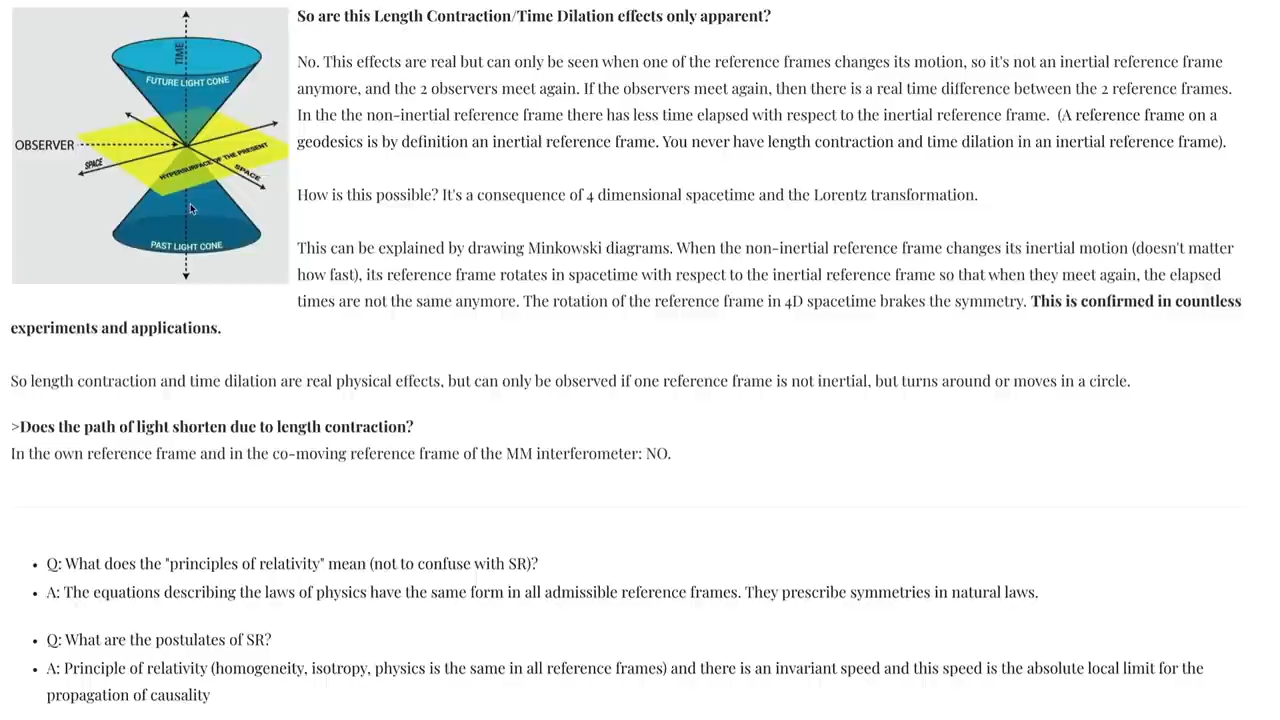 TIME
FUTURE LIGHT CONE
OBSERVER
SPACE
HYPERSURFACE OF THE PRESENT
SPACE
PAST LIGHT CONE
So are this Length Contraction/Time Dilation effects only apparent?
No. This effects are real but can only be seen when one of the reference frames changes its motion, so it's not an inertial reference frame
anymore, and the 2 observers meet again. If the observers meet again, then there is a real time difference between the 2 reference frames.
In the the non-inertial reference frame there has less time elapsed with respect to the inertial reference frame. (A reference frame on a
geodesics is by definition an inertial reference frame. You never have length contraction and time dilation in an inertial reference frame).
How is this possible? It's a consequence of 4 dimensional spacetime and the Lorentz transformation.
This can be explained by drawing Minkowski diagrams. When the non-inertial reference frame changes its inertial motion (doesn't matter
how fast), its reference frame rotates in spacetime with respect to the inertial reference frame so that when they meet again, the elapsed
times are not the same anymore. The rotation of the reference frame in 4D spacetime brakes the symmetry. This is confirmed in countless
experiments and applications.
So length contraction and time dilation are real physical effects, but can only be observed if one reference frame is not inertial, but turns around or moves in a circle.
>Does the path of light shorten due to length contraction?
In the own reference frame and in the co-moving reference frame of the MM interferometer: NO.
• Q: What does the "principles of relativity" mean (not to confuse with SR)?
• A: The equations describing the laws of physics have the same form in all admissible reference frames. They prescribe symmetries in natural laws.
• Q: What are the postulates of SR?
• A: Principle of relativity (homogeneity, isotropy, physics is the same in all reference frames) and there is an invariant speed and this speed is the absolute local limit for the
propagation of causality